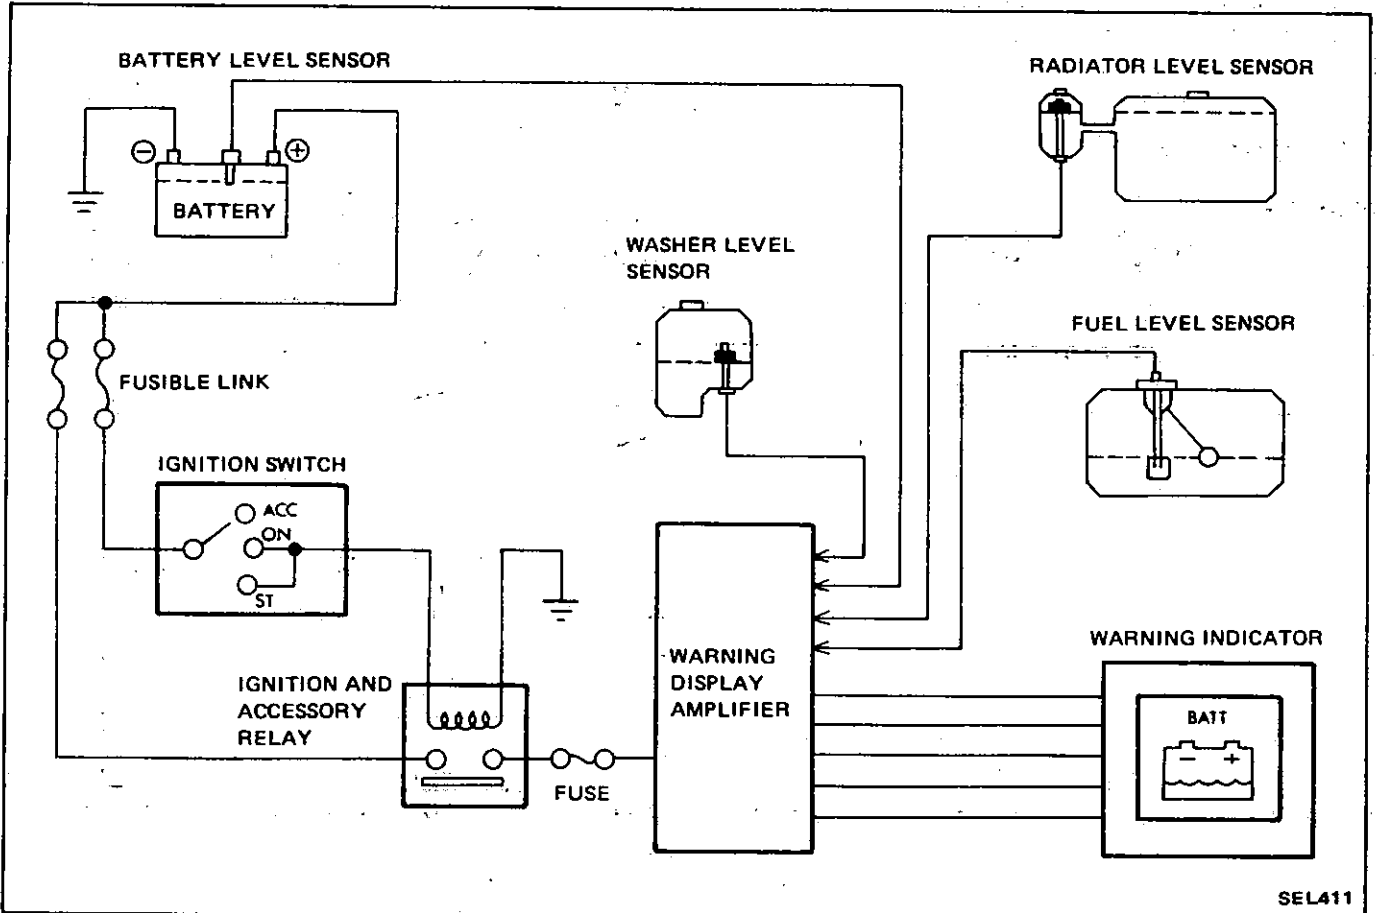 BATTERY LEVEL SENSOR
RADIATOR LEVEL SENSOR
− +
BATTERY
WASHER LEVEL
SENSOR
FUEL LEVEL SENSOR
FUSIBLE LINK
IGNITION SWITCH
ACC
ON
ST
IGNITION AND
ACCESSORY
RELAY
FUSE
WARNING
DISPLAY
AMPLIFIER
WARNING INDICATOR
BATT
− +
SEL411